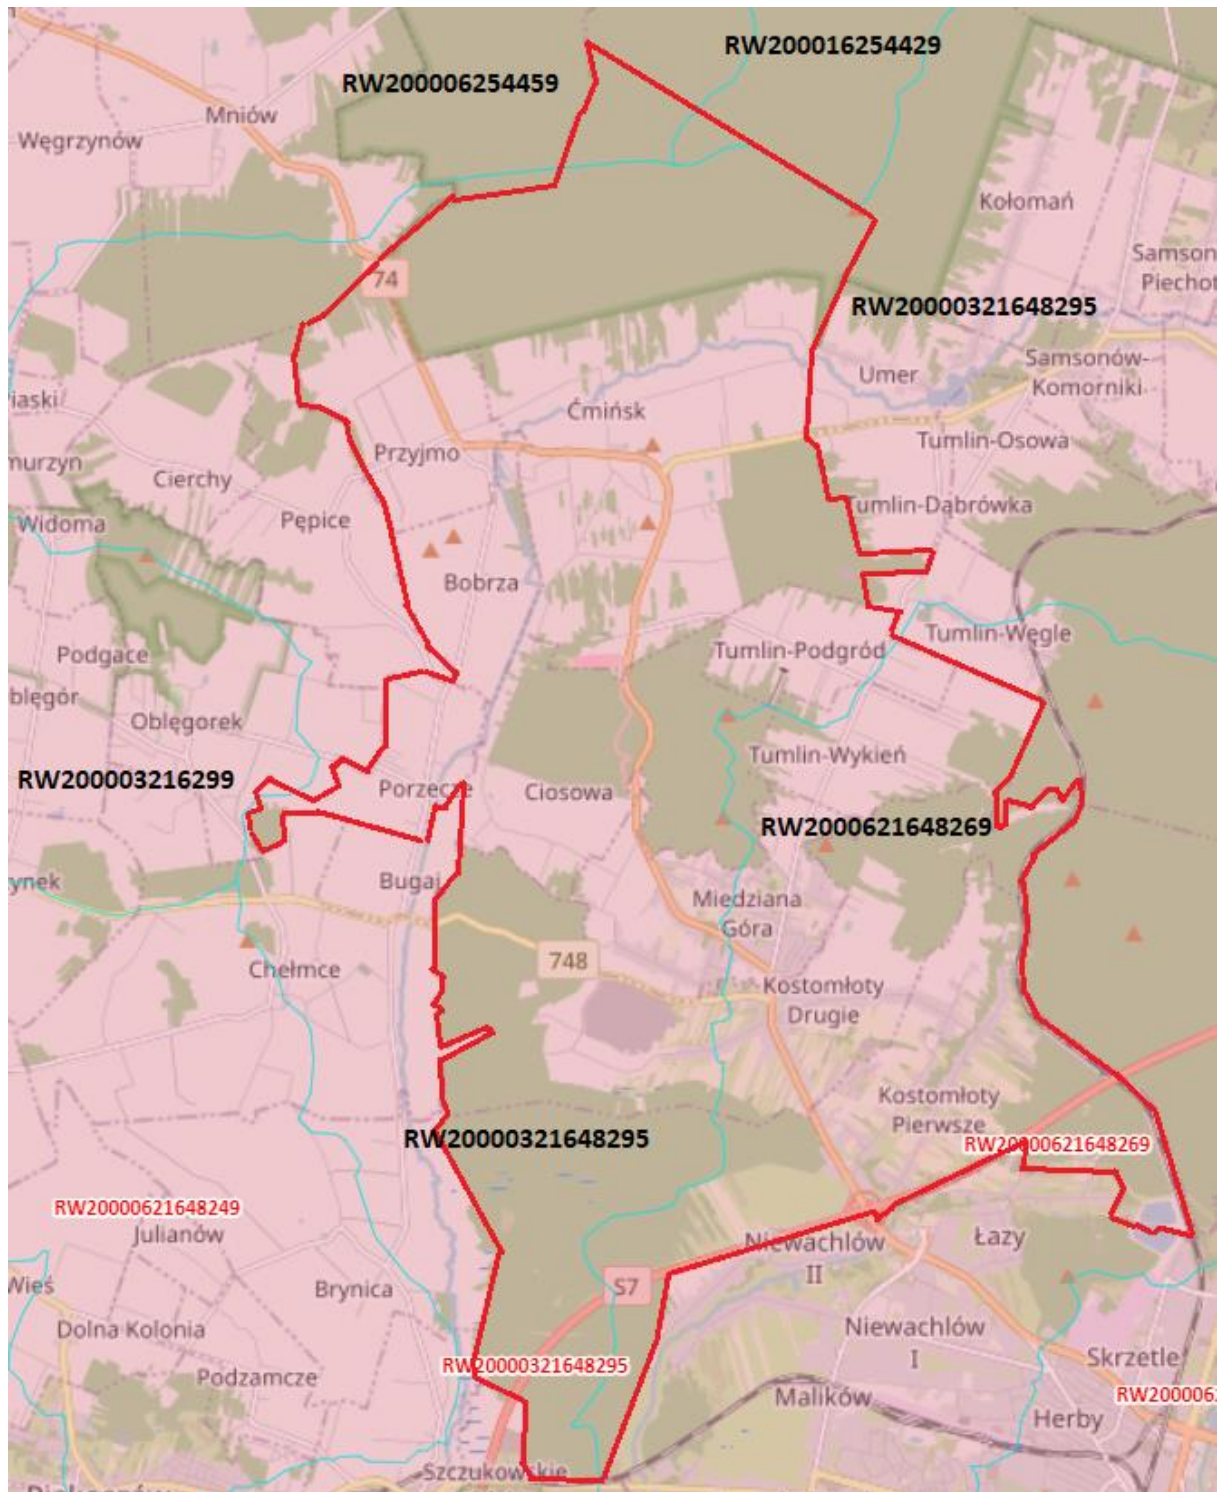 RW200016254429
RW200006254459
Mniów
Węgrzynów
Kołomań
Samson
Piechot
74
RW20000321648295
Samsonów-
Komorniki
Umer
iaski
Ćmińsk
Tumlin-Osowa
Przyjmo
murzyn
Cierchy
Tumlin-Dąbrówka
Widoma
Pępice
Bobrza
Tumlin-Węgle
Tumlin-Podgród
Podgace
blęgór
Oblęgorek
Tumlin-Wykień
RW200003216299
Porzecze
Ciosowa
RW2000621648269
ynek
Bugaj
Miedziana
Góra
748
Chełmce
Kostomłoty
Drugie
Kostomłoty
Pierwsze
RW20000321648295
RW20000621648269
RW20000621648249
Julianów
Niewachlów
II
Łazy
Wieś
Brynica
S7
Dolna Kolonia
Niewachlów
I
Skrzetle
RW20000321648295
Podzamcze
Malików
RW2000062
Herby
Szczukowskie